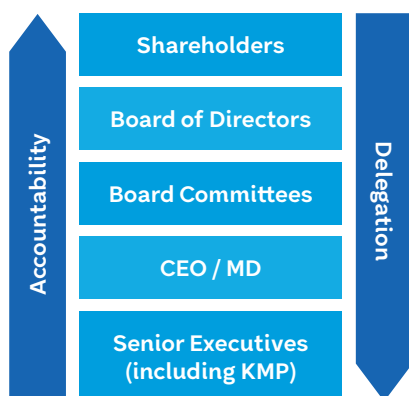 Shareholders
Board of Directors
Board Committees
CEO / MD
Senior Executives
(including KMP)
Accountability
Delegation